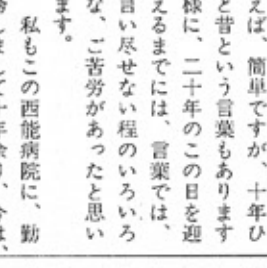 えば、簡単ですが、十年ひ
と昔という言葉もあります
様に、二十年のこの日を迎
えるまでには、言葉では、
言い尽せない程のいろいろ
な、ご苦労があったと思い
ます。
私もこの西能病院に、勤